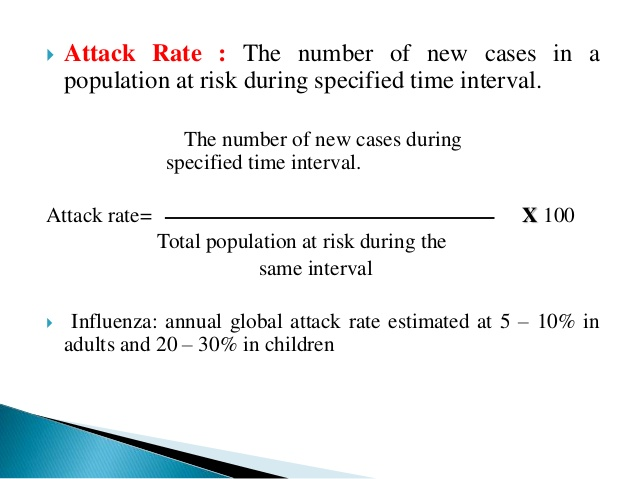 Attack Rate : The number of new cases in a
population at risk during specified time interval.
The number of new cases during
specified time interval.
Attack rate= X 100
Total population at risk during the
same interval
Influenza: annual global attack rate estimated at 5 – 10% in
adults and 20 – 30% in children